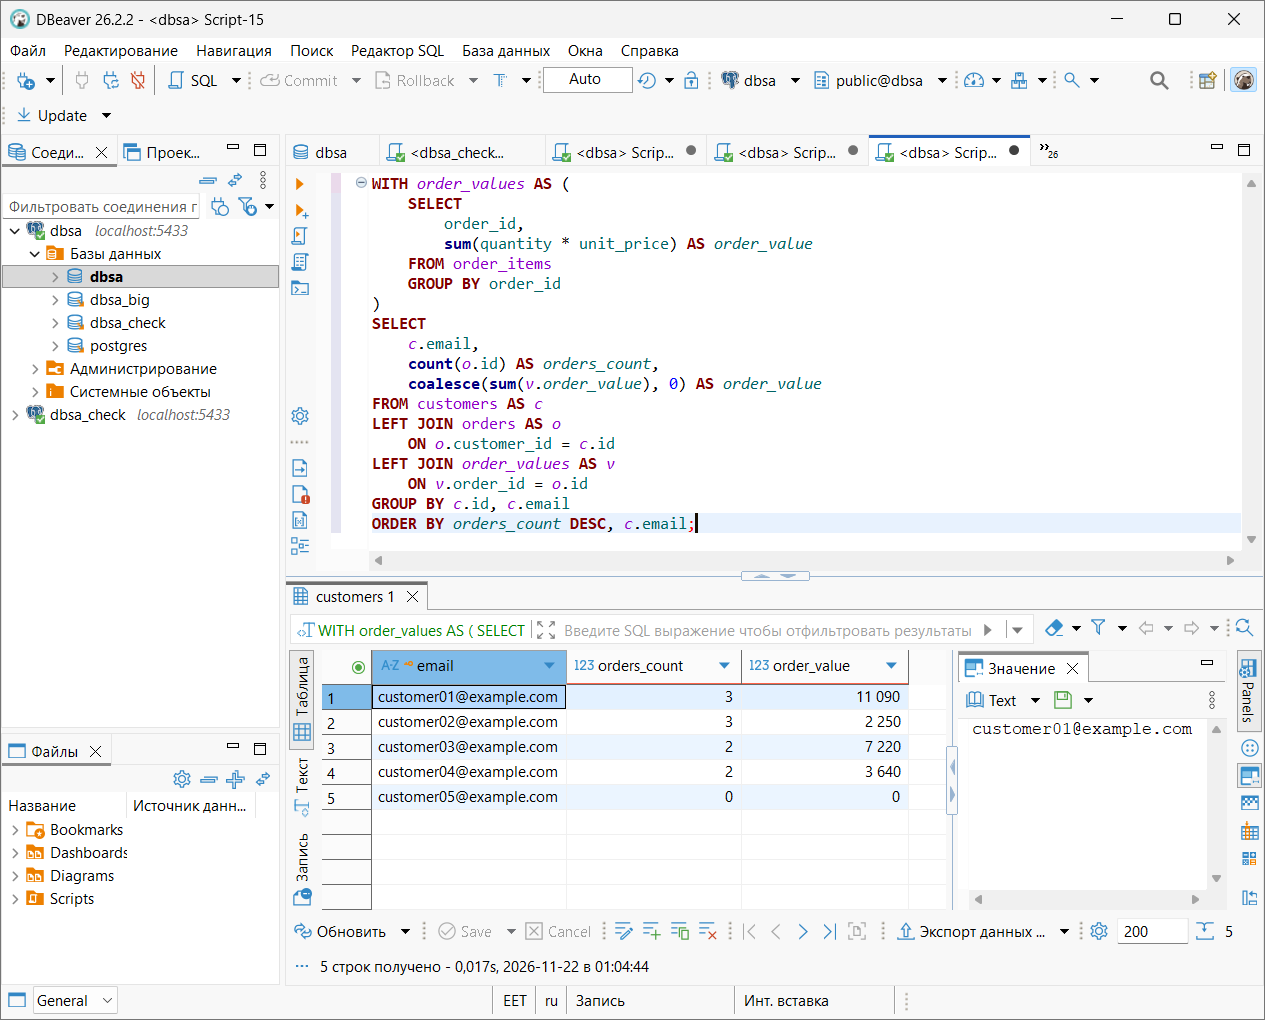 DBeaver 26.2.2 - <dbsa> Script-15
Файл Редактирование Навигация Поиск Редактор SQL База данных Окна Справка
SQL Commit Rollback T Auto dbsa public@dbsa
Update
Соеди... Проек...
dbsa <dbsa_check... <dbsa> Scrip... <dbsa> Scrip... <dbsa> Scrip... »26
Фильтровать соединения г
dbsa localhost:5433
Базы данных
dbsa
dbsa_big
dbsa_check
postgres
Администрирование
Системные объекты
dbsa_check localhost:5433
WITH order_values AS (
    SELECT
        order_id,
        sum(quantity * unit_price) AS order_value
    FROM order_items
    GROUP BY order_id
)
SELECT
    c.email,
    count(o.id) AS orders_count,
    coalesce(sum(v.order_value), 0) AS order_value
FROM customers AS c
LEFT JOIN orders AS o
    ON o.customer_id = c.id
LEFT JOIN order_values AS v
    ON v.order_id = o.id
GROUP BY c.id, c.email
ORDER BY orders_count DESC, c.email;
Файлы
Название Источник данн...
Bookmarks
Dashboards
Diagrams
Scripts
customers 1
WITH order_values AS ( SELECT Введите SQL выражение чтобы отфильтровать результаты
Таблица
Текст
Запись
A-Z email 123 orders_count 123 order_value
1 customer01@example.com 3 11 090
2 customer02@example.com 3 2 250
3 customer03@example.com 2 7 220
4 customer04@example.com 2 3 640
5 customer05@example.com 0 0
Значение
Text
customer01@example.com
Panels
Обновить Save Cancel Экспорт данных ... 200 5
5 строк получено - 0,017s, 2026-11-22 в 01:04:44
General EET ru Запись Инт. вставка